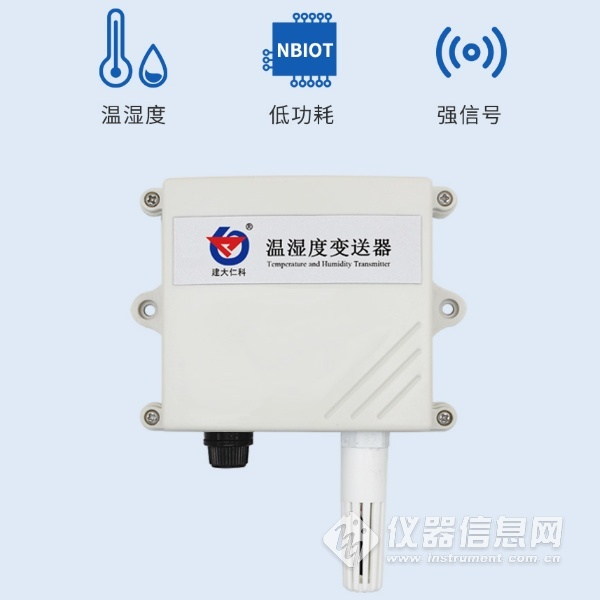 NBIOT
温湿度
低功耗
强信号
®
建大仁科
温湿度变送器
Temperature and Humidity Transmitter
仪器信息网
www.instrument.com.cn